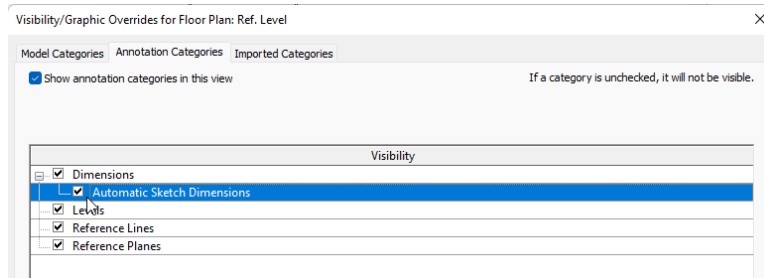 Visibility/Graphic Overrides for Floor Plan: Ref. Level
Model Categories Annotation Categories Imported Categories
Show annotation categories in this view If a category is unchecked, it will not be visible.
Visibility
Dimensions
Automatic Sketch Dimensions
Levels
Reference Lines
Reference Planes